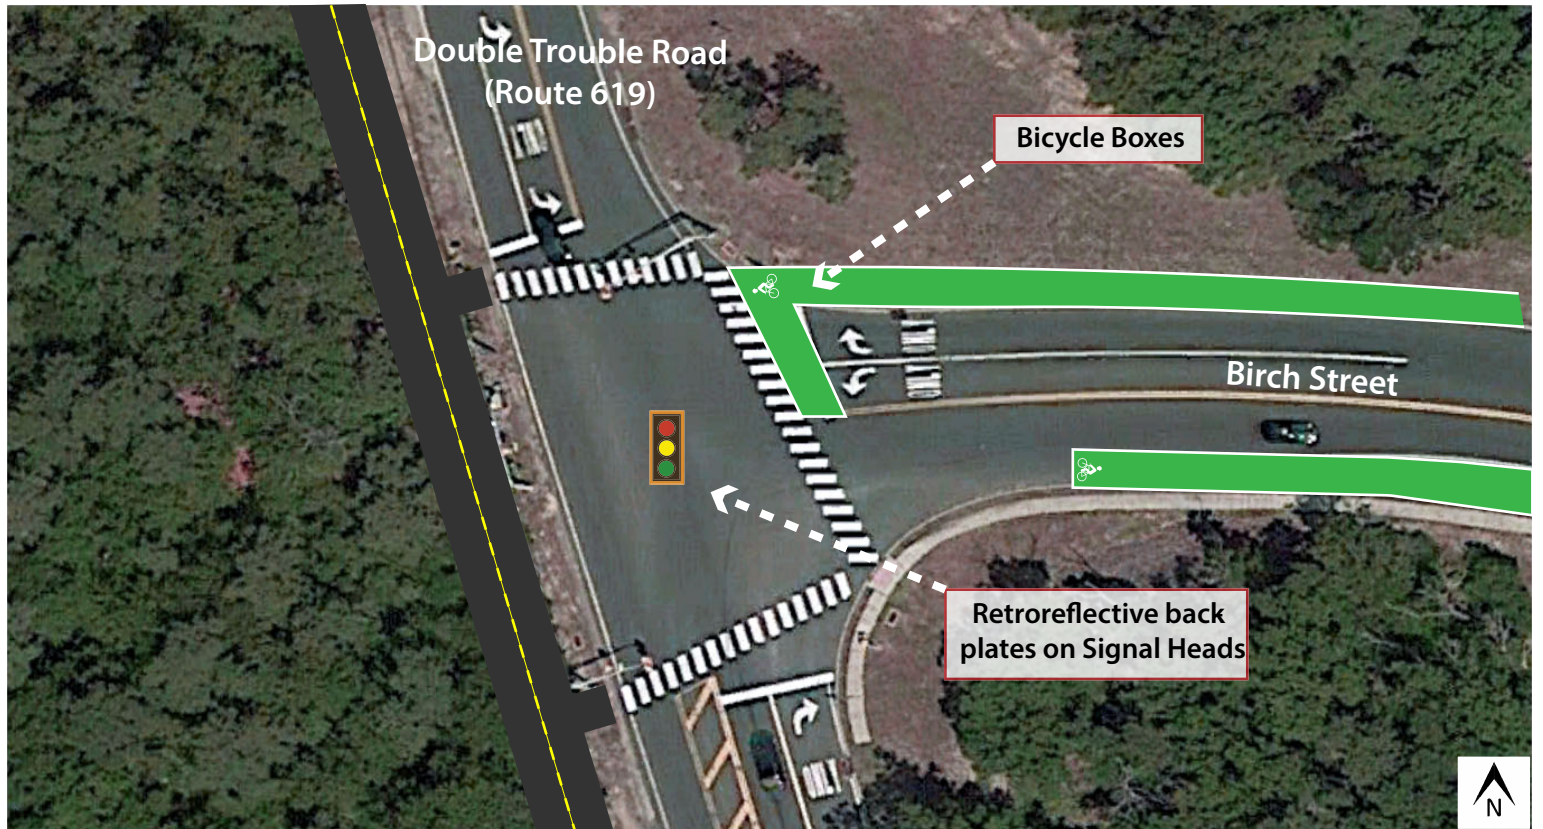 Double Trouble Road
(Route 619)
Bicycle Boxes
Birch Street
Retroreflective back
plates on Signal Heads
N